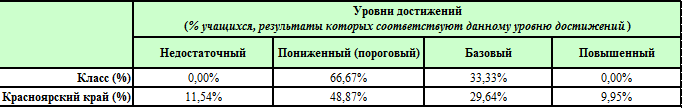 Уровни достижений
(% учащихся, результаты которых соответствуют данному уровню достижений)
Недостаточный Пониженный (пороговый) Базовый Повышенный
Класс (%) 0,00% 66,67% 33,33% 0,00%
Красноярский край (%) 11,54% 48,87% 29,64% 9,95%